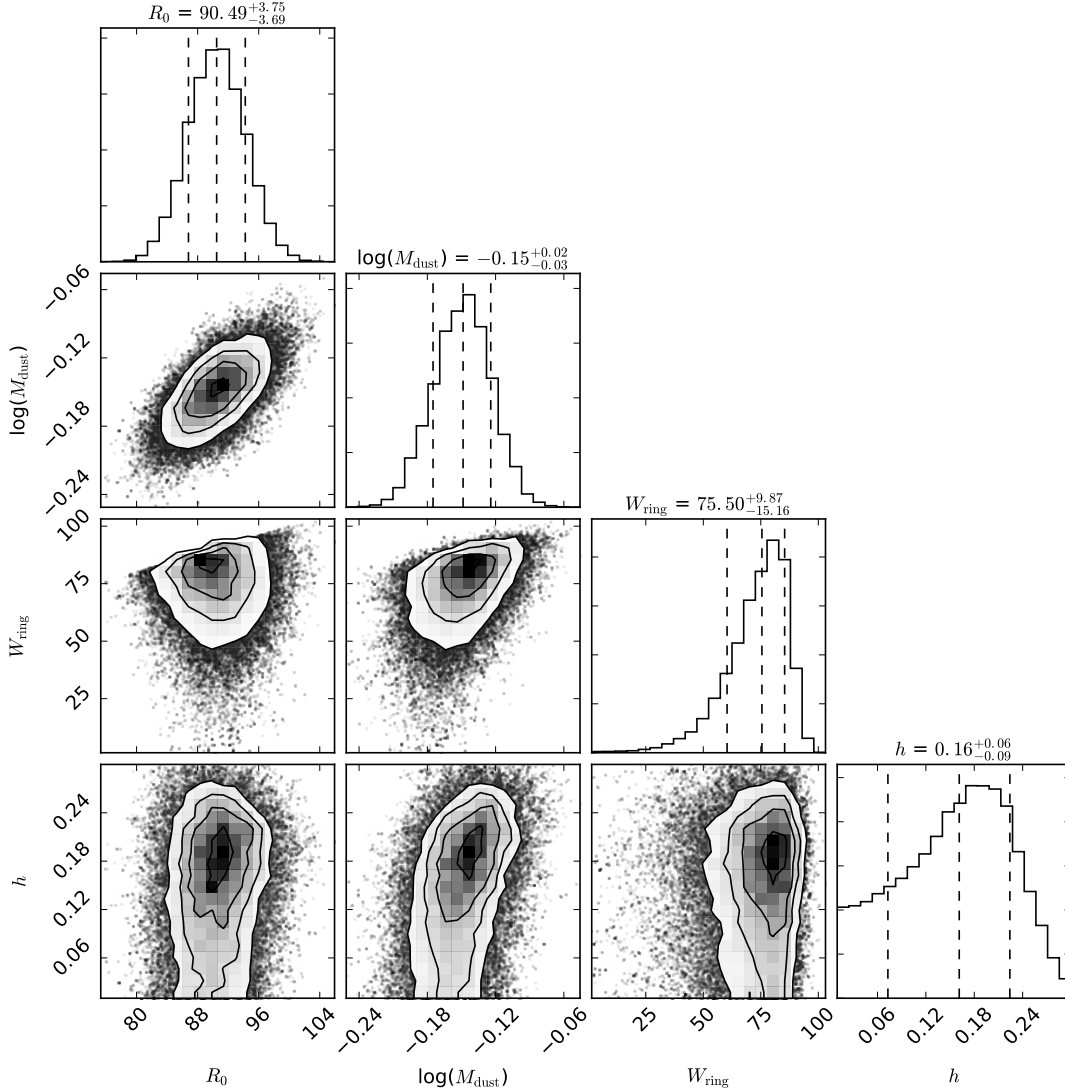 R₀ = 90.49 +3.75 −3.69
log(M_dust) = −0.15 +0.02 −0.03
−0.06
−0.12
−0.18
−0.24
log(M_dust)
W_ring = 75.50 +9.87 −15.16
100
75
50
25
W_ring
h = 0.16 +0.06 −0.09
0.24
0.18
0.12
0.06
h
80 88 96 104
−0.24 −0.18 −0.12 −0.06
25 50 75 100
0.06 0.12 0.18 0.24
R₀ log(M_dust) W_ring h